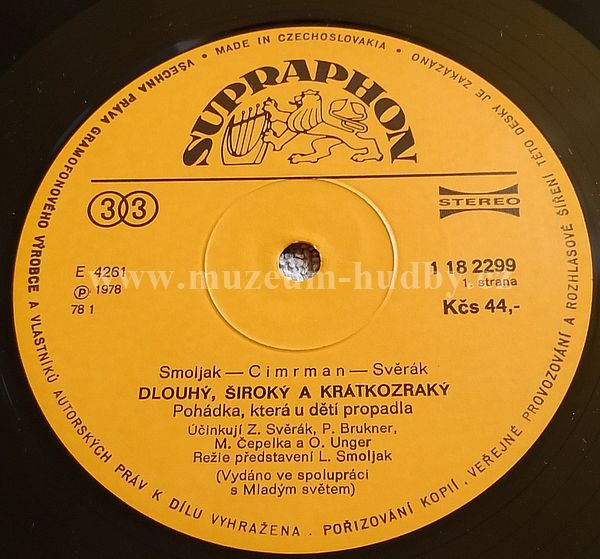 VŠECHNA PRÁVA GRAMOFONOVÉHO VÝROBCE A VLASTNÍKŮ AUTORSKÝCH PRÁV K DÍLU VYHRAŽENA . POŘIZOVÁNÍ KOPIÍ . VEŘEJNÉ PROVOZOVÁNÍ A ROZHLASOVÉ ŠÍŘENÍ TÉTO DESKY JE ZAKÁZÁNO
• MADE IN CZECHOSLOVAKIA •
SUPRAPHON
33
STEREO
E 4261
℗ 1978
78 1
1 18 2299
1. strana
Kčs 44,-
www.muzeum-hudby.cz
Smoljak — Cimrman — Svěrák
DLOUHÝ, ŠIROKÝ A KRÁTKOZRAKÝ
Pohádka, která u dětí propadla
Účinkují Z. Svěrák, P. Brukner,
M. Čepelka a O. Unger
Režie představení L. Smoljak
(Vydáno ve spolupráci
s Mladým světem)